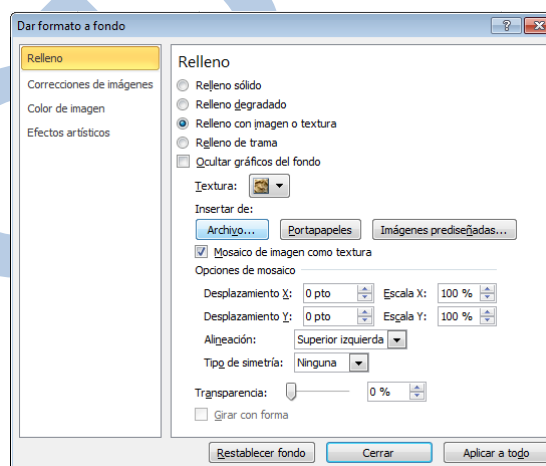 Dar formato a fondo
Relleno
Correcciones de imágenes
Color de imagen
Efectos artísticos
Relleno
Relleno sólido
Relleno degradado
Relleno con imagen o textura
Relleno de trama
Ocultar gráficos del fondo
Textura:
Insertar de:
Archivo... Portapapeles Imágenes prediseñadas...
Mosaico de imagen como textura
Opciones de mosaico
Desplazamiento X: 0 pto Escala X: 100 %
Desplazamiento Y: 0 pto Escala Y: 100 %
Alineación: Superior izquierda
Tipo de simetría: Ninguna
Transparencia: 0 %
Girar con forma
Restablecer fondo Cerrar Aplicar a todo